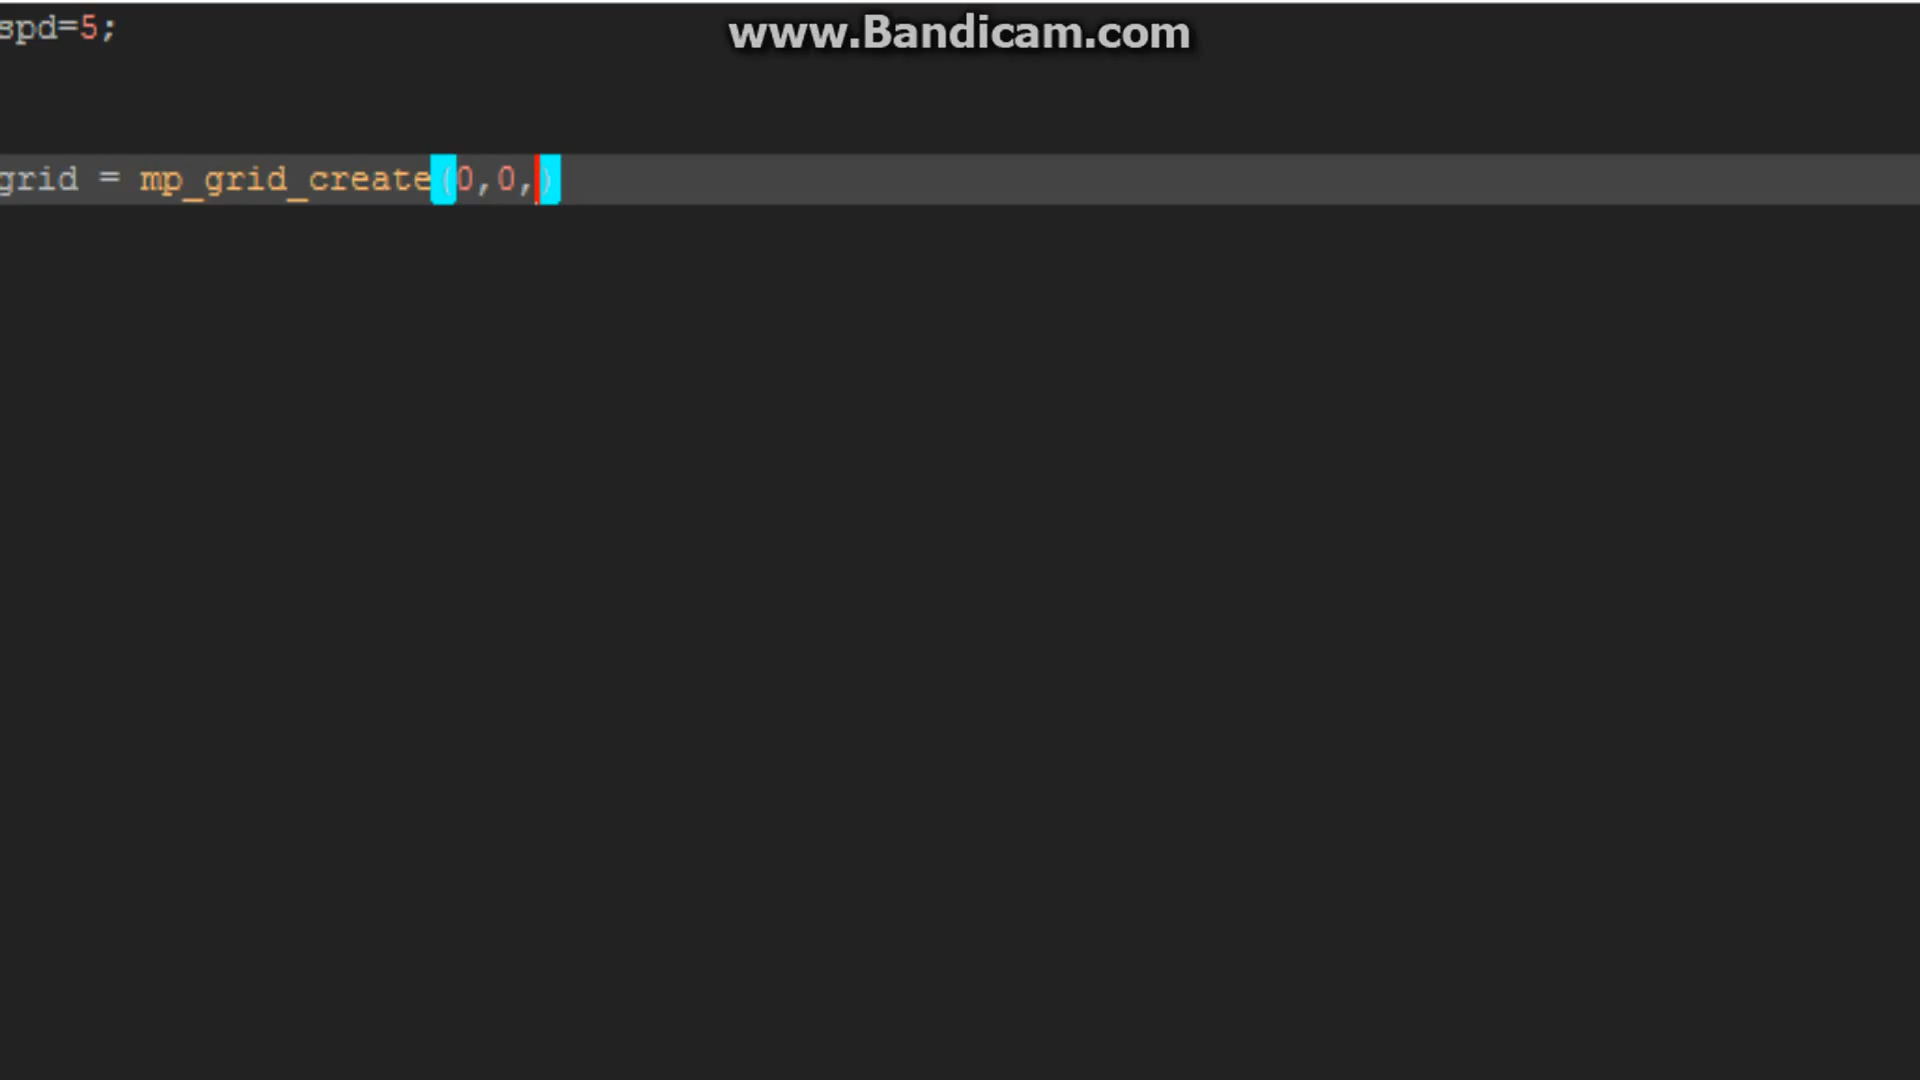 www.Bandicam.com
spd=5;
grid = mp_grid_create(0,0,)